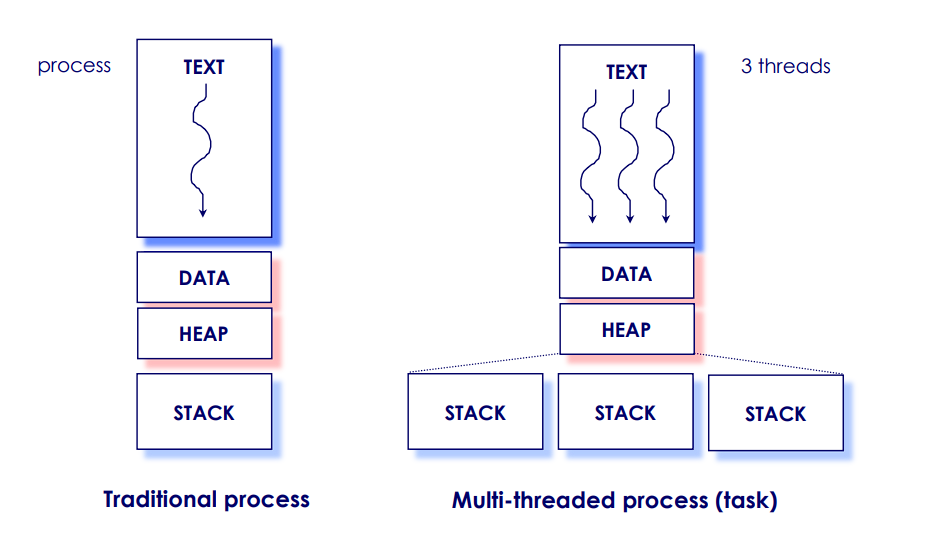 process
TEXT
DATA
HEAP
STACK
Traditional process
3 threads
TEXT
DATA
HEAP
STACK
STACK
STACK
Multi-threaded process (task)